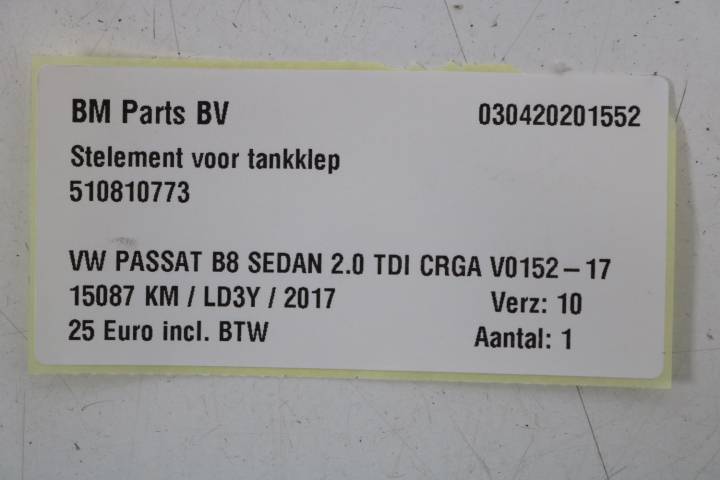 BM Parts BV 030420201552
Stelement voor tankklep
510810773
VW PASSAT B8 SEDAN 2.0 TDI CRGA V0152-17
15087 KM / LD3Y / 2017 Verz: 10
25 Euro incl. BTW Aantal: 1